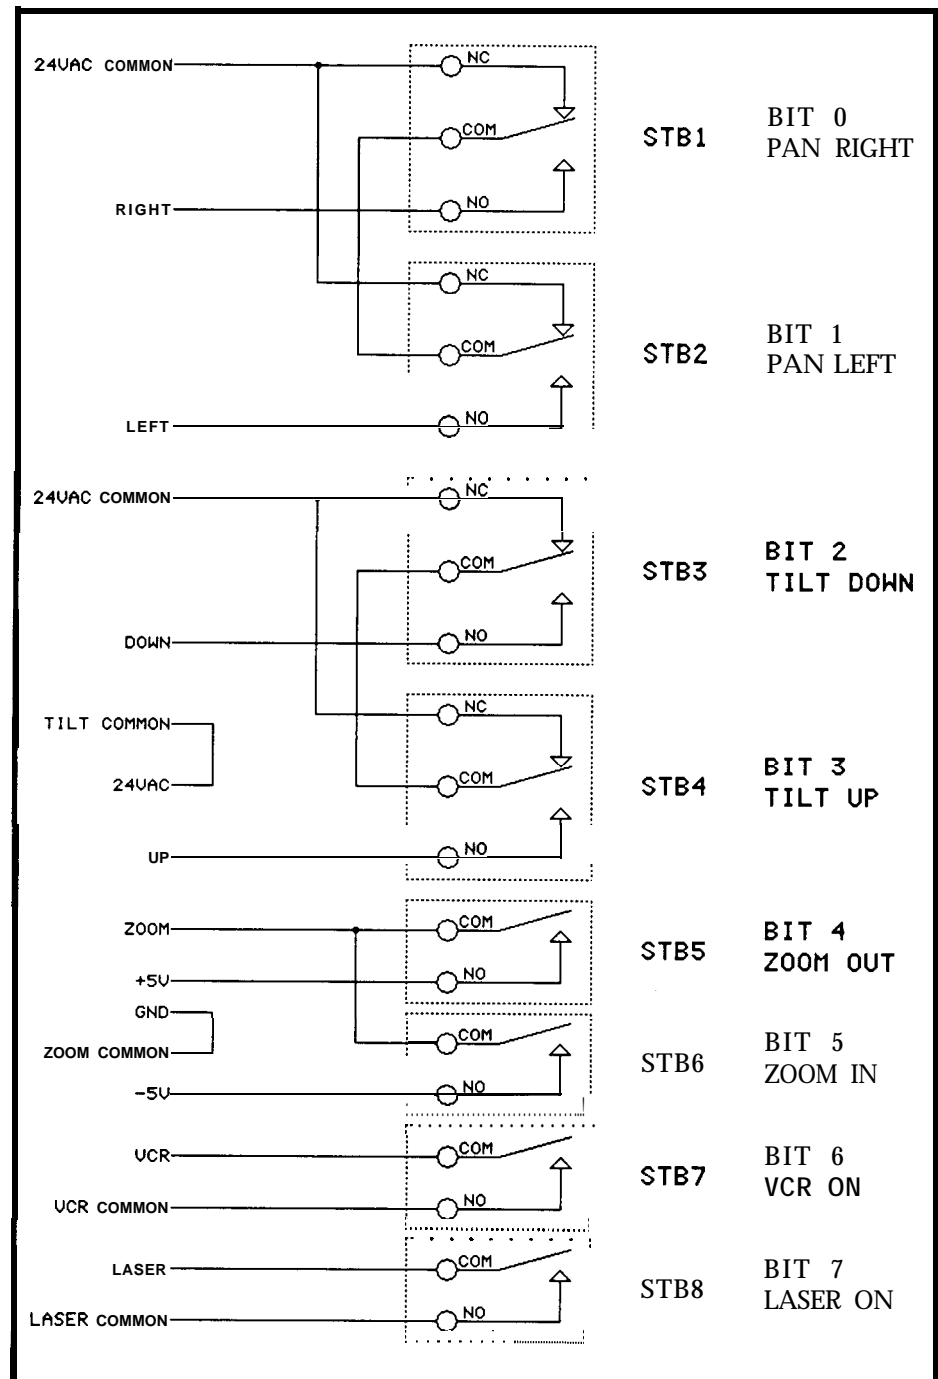 24VAC COMMON
NC
COM
STB1
BIT 0
PAN RIGHT
RIGHT
NO
NC
COM
STB2
BIT 1
PAN LEFT
LEFT
NO
24VAC COMMON
NC
COM
STB3
BIT 2
TILT DOWN
DOWN
NO
TILT COMMON
NC
24VAC
COM
STB4
BIT 3
TILT UP
UP
NO
ZOOM
COM
STB5
BIT 4
ZOOM OUT
+5V
NO
GND
ZOOM COMMON
COM
STB6
BIT 5
ZOOM IN
-5V
NO
VCR
COM
STB7
BIT 6
VCR ON
VCR COMMON
NO
LASER
COM
STB8
BIT 7
LASER ON
LASER COMMON
NO